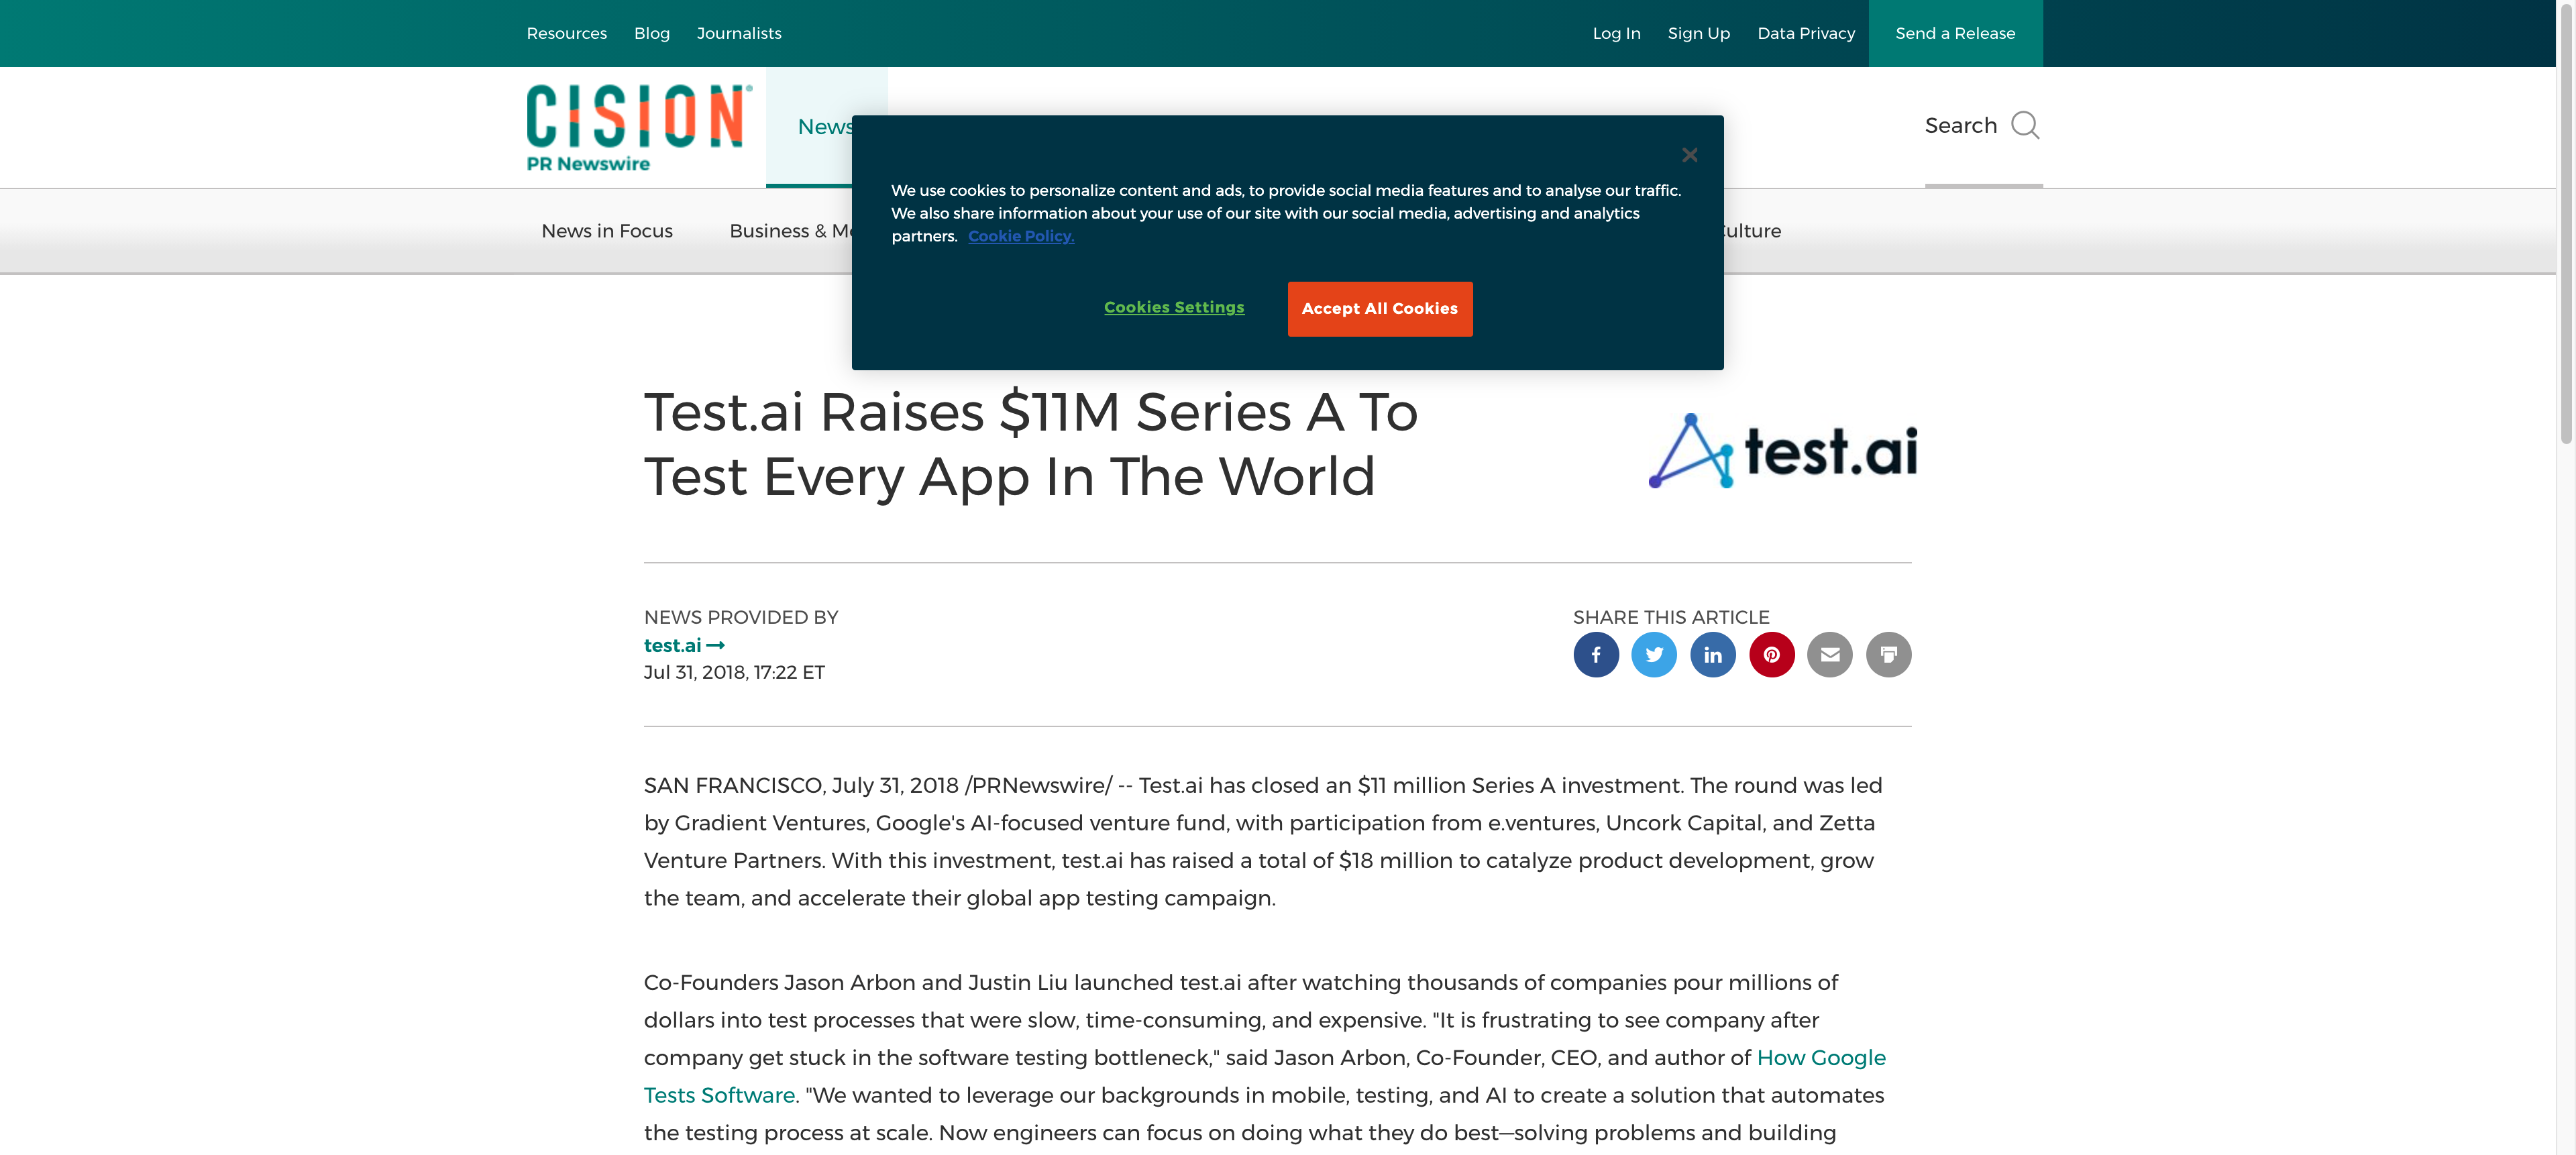 Resources Blog Journalists Log In Sign Up Data Privacy Send a Release
CISION
PR Newswire
News
Search
We use cookies to personalize content and ads, to provide social media features and to analyse our traffic.
We also share information about your use of our site with our social media, advertising and analytics
partners. Cookie Policy.
Cookies Settings Accept All Cookies
News in Focus Business & M ulture
Test.ai Raises $11M Series A To
Test Every App In The World
test.ai
NEWS PROVIDED BY
test.ai
Jul 31, 2018, 17:22 ET
SHARE THIS ARTICLE
SAN FRANCISCO, July 31, 2018 /PRNewswire/ -- Test.ai has closed an $11 million Series A investment. The round was led
by Gradient Ventures, Google's AI-focused venture fund, with participation from e.ventures, Uncork Capital, and Zetta
Venture Partners. With this investment, test.ai has raised a total of $18 million to catalyze product development, grow
the team, and accelerate their global app testing campaign.
Co-Founders Jason Arbon and Justin Liu launched test.ai after watching thousands of companies pour millions of
dollars into test processes that were slow, time-consuming, and expensive. "It is frustrating to see company after
company get stuck in the software testing bottleneck," said Jason Arbon, Co-Founder, CEO, and author of How Google
Tests Software. "We wanted to leverage our backgrounds in mobile, testing, and AI to create a solution that automates
the testing process at scale. Now engineers can focus on doing what they do best—solving problems and building